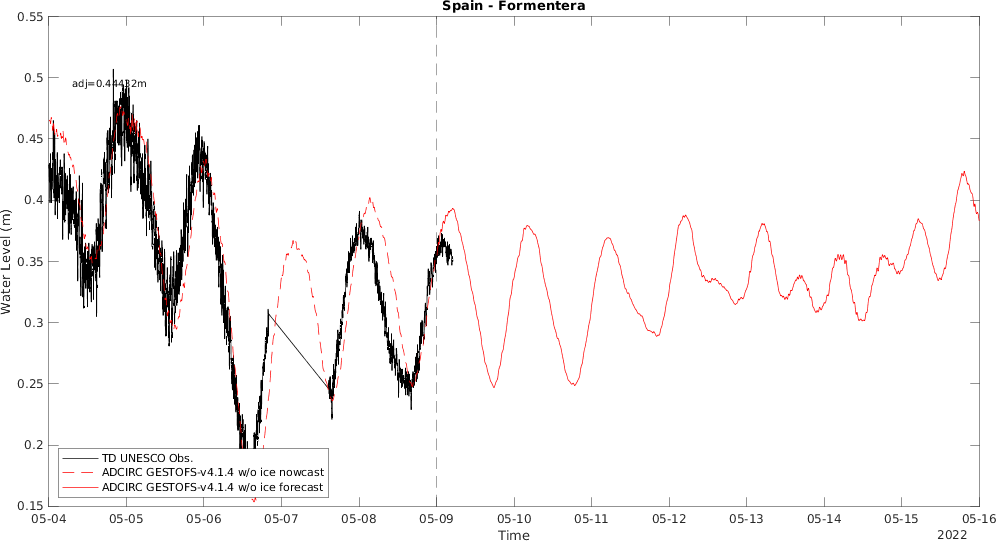 Spain - Formentera
0.55
0.5
0.45
0.4
0.35
0.3
0.25
0.2
0.15
Water Level (m)
adj=0.44432m
TD UNESCO Obs.
ADCIRC GESTOFS-v4.1.4 w/o ice nowcast
ADCIRC GESTOFS-v4.1.4 w/o ice forecast
05-04 05-05 05-06 05-07 05-08 05-09 05-10 05-11 05-12 05-13 05-14 05-15 05-16
Time
2022